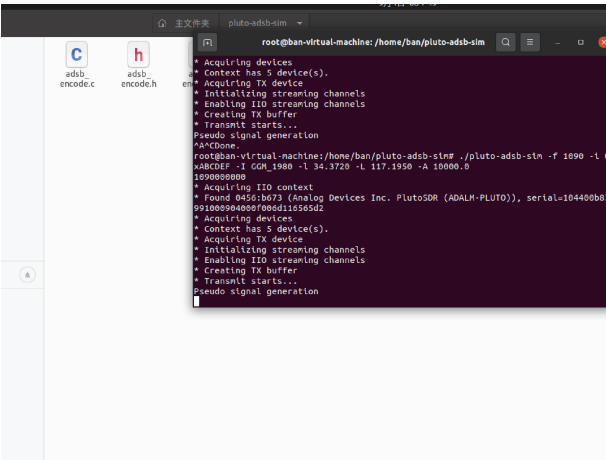 主文件夹 pluto-adsb-sim
root@ban-virtual-machine: /home/ban/pluto-adsb-sim
C
adsb_
encode.c
h
adsb_
encode.h
* Acquiring devices
* Context has 5 device(s).
* Acquiring TX device
* Initializing streaming channels
* Enabling IIO streaming channels
* Creating TX buffer
* Transmit starts...
Pseudo signal generation
^A^CDone.
root@ban-virtual-machine:/home/ban/pluto-adsb-sim# ./pluto-adsb-sim -f 1090 -i
xABCDEF -I GGM_1980 -l 34.3720 -L 117.1950 -A 10000.0
1090000000
* Acquiring IIO context
* Found 0456:b673 (Analog Devices Inc. PlutoSDR (ADALM-PLUTO)), serial=104400b8
991000904000f006d116565d2
* Acquiring devices
* Context has 5 device(s).
* Acquiring TX device
* Initializing streaming channels
* Enabling IIO streaming channels
* Creating TX buffer
* Transmit starts...
Pseudo signal generation